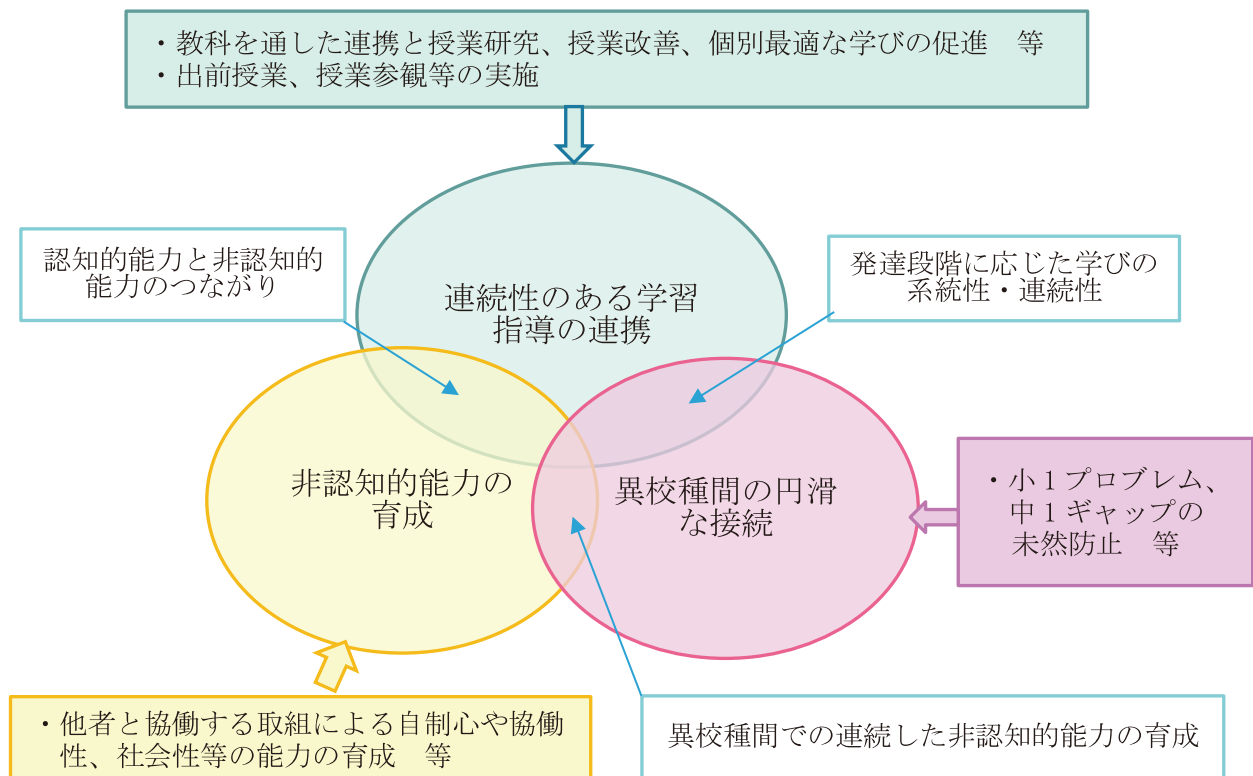 ・教科を通した連携と授業研究、授業改善、個別最適な学びの促進　等
・出前授業、授業参観等の実施
認知的能力と非認知的
能力のつながり
発達段階に応じた学びの
系統性・連続性
連続性のある学習
指導の連携
非認知的能力の
育成
異校種間の円滑
な接続
・小１プロブレム、
中１ギャップの
未然防止　等
・他者と協働する取組による自制心や協働
性、社会性等の能力の育成　等
異校種間での連続した非認知的能力の育成